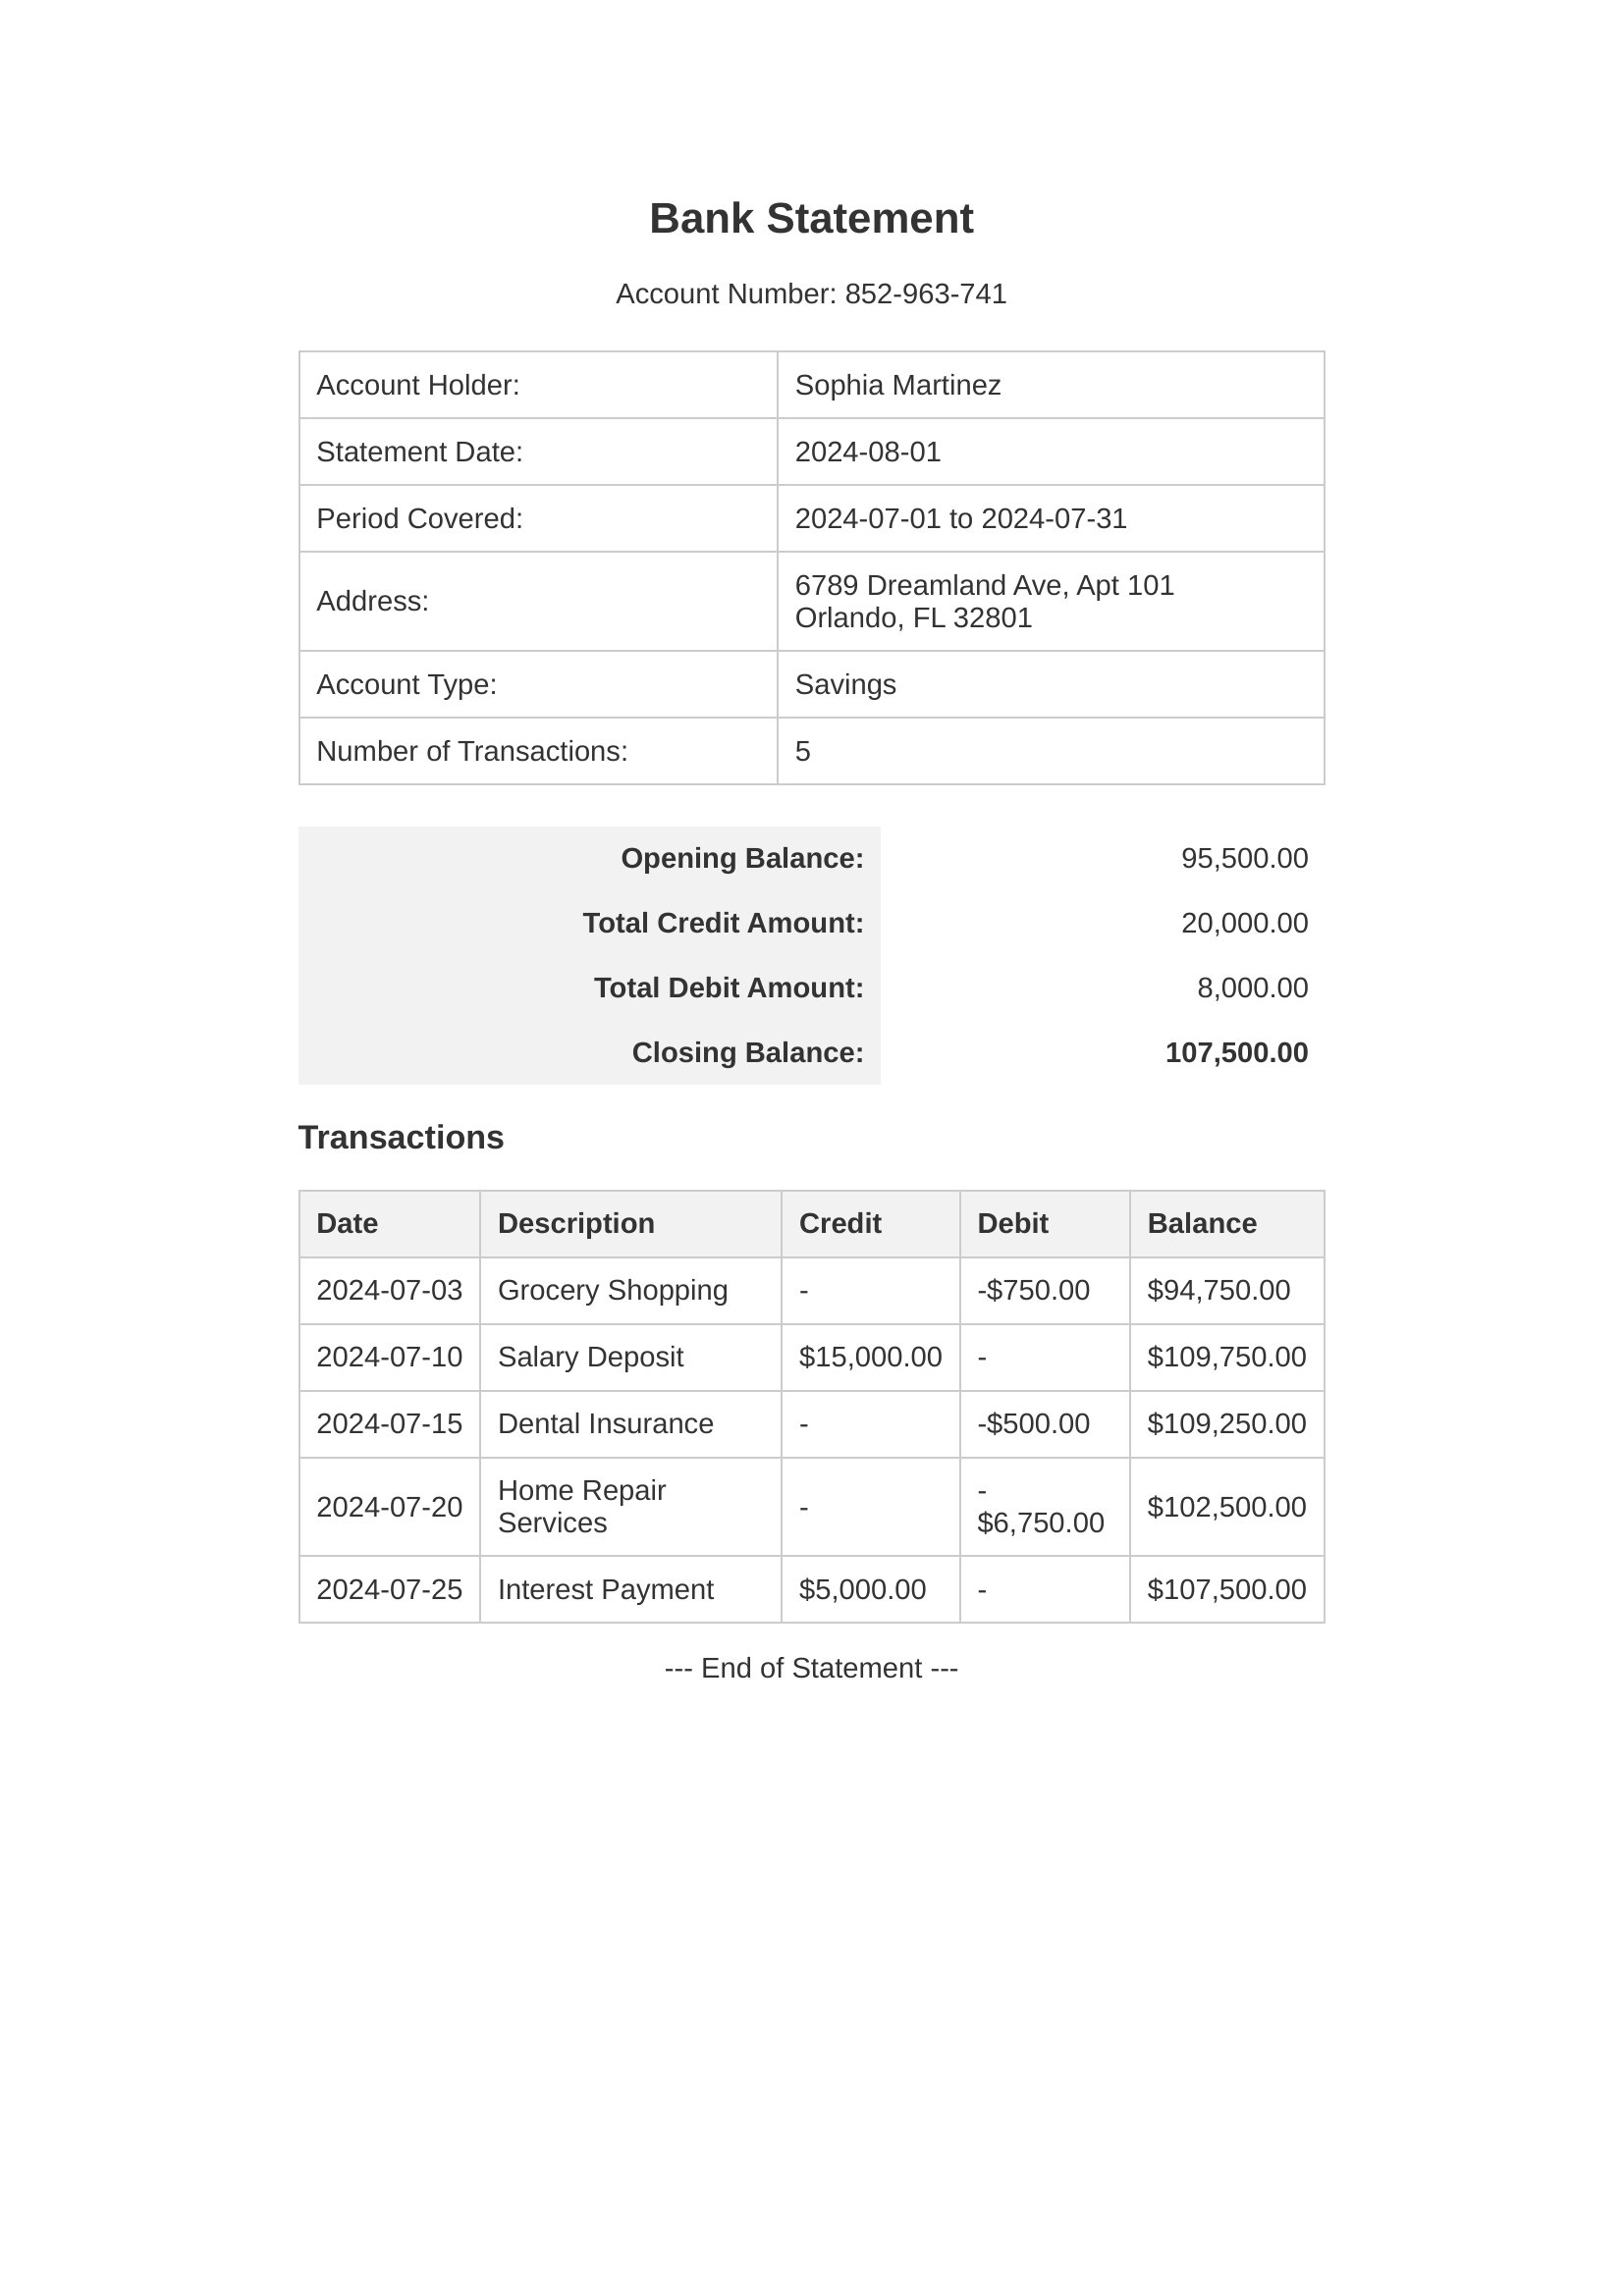 Bank Statement
Account Number: 852-963-741
Account Holder: Sophia Martinez
Statement Date: 2024-08-01
Period Covered: 2024-07-01 to 2024-07-31
Address: 6789 Dreamland Ave, Apt 101
Orlando, FL 32801
Account Type: Savings
Number of Transactions: 5
Opening Balance: 95,500.00
Total Credit Amount: 20,000.00
Total Debit Amount: 8,000.00
Closing Balance: 107,500.00
Transactions
Date Description Credit Debit Balance
2024-07-03 Grocery Shopping - -$750.00 $94,750.00
2024-07-10 Salary Deposit $15,000.00 - $109,750.00
2024-07-15 Dental Insurance - -$500.00 $109,250.00
2024-07-20 Home Repair Services - -$6,750.00 $102,500.00
2024-07-25 Interest Payment $5,000.00 - $107,500.00
--- End of Statement ---